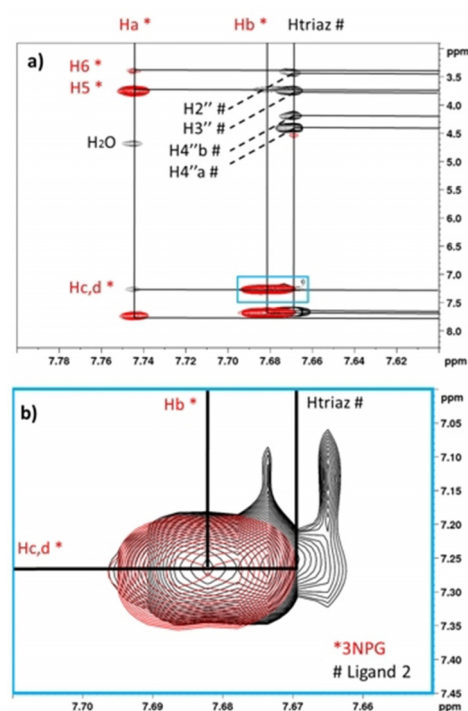 Ha * Hb * Htriaz #
ppm
a)
H6 *
3.5
H5 *
H2'' #
4.0
H3'' #
H2O
4.5
H4''b #
H4''a #
5.0
5.5
6.0
6.5
7.0
Hc,d *
7.5
8.0
7.78 7.76 7.74 7.72 7.70 7.68 7.66 7.64 7.62 ppm
b) Hb * Htriaz #
ppm
7.05
7.10
7.15
7.20
Hc,d *
7.25
7.30
7.35
*3NPG
# Ligand 2
7.40
7.45
7.70 7.69 7.68 7.67 7.66 ppm